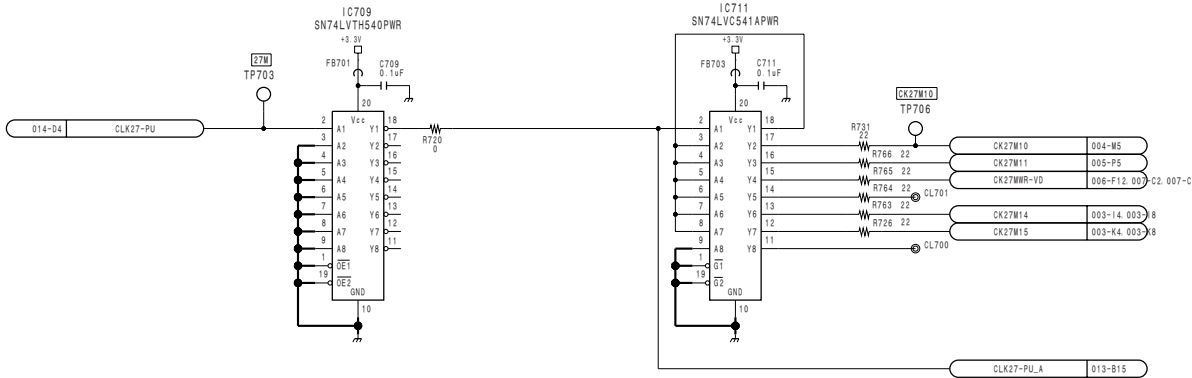 IC709
SN74LVTH540PWR
+3.3V
FB701
C709
0.1uF
27M
TP703
014-D4 CLK27-PU
20
Vcc
2 A1 Y1 18
3 A2 Y2 17
4 A3 Y3 16
5 A4 Y4 15
6 A5 Y5 14
7 A6 Y6 13
8 A7 Y7 12
9 A8 Y8 11
1 OE1
19 OE2
GND
10
R720
0
IC711
SN74LVC541APWR
+3.3V
FB703
C711
0.1uF
20
Vcc
2 A1 Y1 18
3 A2 Y2 17
4 A3 Y3 16
5 A4 Y4 15
6 A5 Y5 14
7 A6 Y6 13
8 A7 Y7 12
9 A8 Y8 11
1 G1
19 G2
GND
10
CK27M10
TP706
R731
22
R766 22
R765 22
R764 22
R763 22
R726 22
CL701
CL700
CK27M10 004-M5
CK27M11 005-P5
CK27MWR-VD 006-F12.007-C2.007-C
CK27M14 003-I4.003-I8
CK27M15 003-K4.003-K8
CLK27-PU_A 013-B15